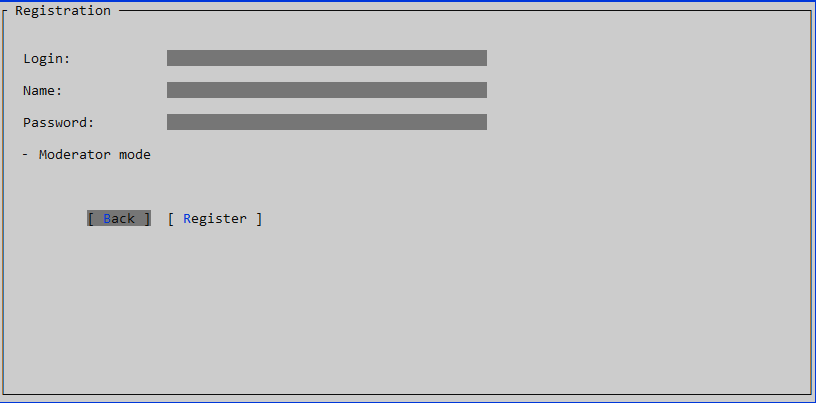 Registration
Login:
Name:
Password:
- Moderator mode
[ Back ] [ Register ]